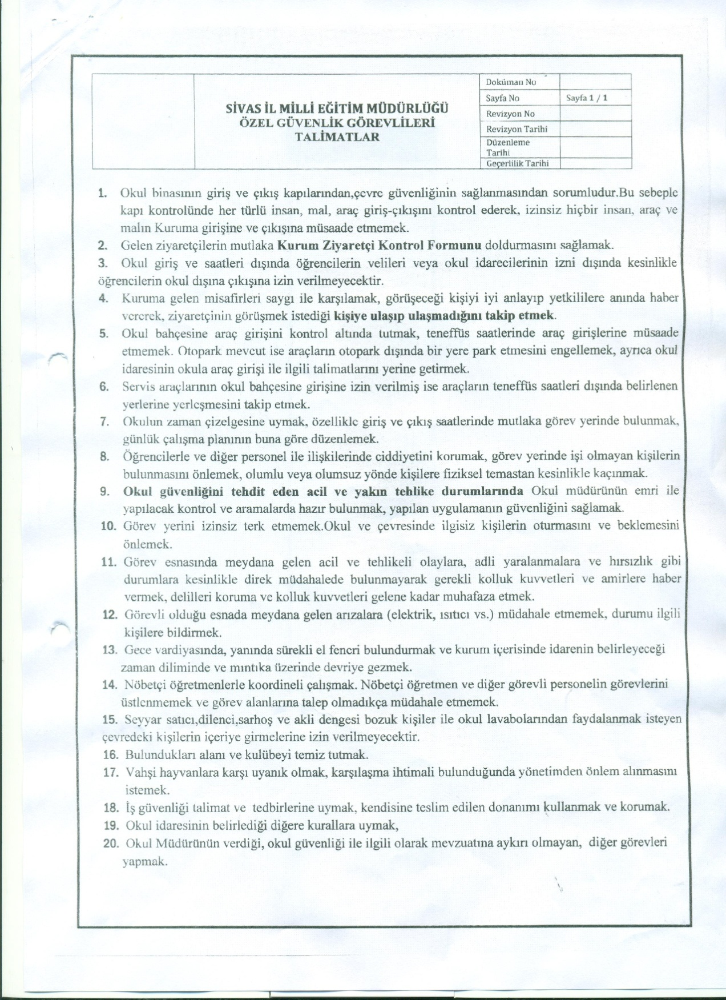 SİVAS İL MİLLİ EĞİTİM MÜDÜRLÜĞÜ
ÖZEL GÜVENLİK GÖREVLİLERİ
TALİMATLAR
Doküman No
Sayfa No Sayfa 1 / 1
Revizyon No
Revizyon Tarihi
Düzenleme
Tarihi
Geçerlilik Tarihi
1. Okul binasının giriş ve çıkış kapılarından,çevre güvenliğinin sağlanmasından sorumludur.Bu sebeple
kapı kontrolünde her türlü insan, mal, araç giriş-çıkışını kontrol ederek, izinsiz hiçbir insan, araç ve
malın Kuruma girişine ve çıkışına müsaade etmemek.
2. Gelen ziyaretçilerin mutlaka Kurum Ziyaretçi Kontrol Formunu doldurmasını sağlamak.
3. Okul giriş ve saatleri dışında öğrencilerin velileri veya okul idarecilerinin izni dışında kesinlikle
öğrencilerin okul dışına çıkışına izin verilmeyecektir.
4. Kuruma gelen misafirleri saygı ile karşılamak, görüşeceği kişiyi iyi anlayıp yetkililere anında haber
vererek, ziyaretçinin görüşmek istediği kişiye ulaşıp ulaşmadığını takip etmek.
5. Okul bahçesine araç girişini kontrol altında tutmak, teneffüs saatlerinde araç girişlerine müsaade
etmemek. Otopark mevcut ise araçların otopark dışında bir yere park etmesini engellemek, ayrıca okul
idaresinin okula araç girişi ile ilgili talimatlarını yerine getirmek.
6. Servis araçlarının okul bahçesine girişine izin verilmiş ise araçların teneffüs saatleri dışında belirlenen
yerlerine yerleşmesini takip etmek.
7. Okulun zaman çizelgesine uymak, özellikle giriş ve çıkış saatlerinde mutlaka görev yerinde bulunmak,
günlük çalışma planının buna göre düzenlemek.
8. Öğrencilerle ve diğer personel ile ilişkilerinde ciddiyetini korumak, görev yerinde işi olmayan kişilerin
bulunmasını önlemek, olumlu veya olumsuz yönde kişilere fiziksel temastan kesinlikle kaçınmak.
9. Okul güvenliğini tehdit eden acil ve yakın tehlike durumlarında Okul müdürünün emri ile
yapılacak kontrol ve aramalarda hazır bulunmak, yapılan uygulamanın güvenliğini sağlamak.
10. Görev yerini izinsiz terk etmemek.Okul ve çevresinde ilgisiz kişilerin oturmasını ve beklemesini
önlemek.
11. Görev esnasında meydana gelen acil ve tehlikeli olaylara, adli yaralanmalara ve hırsızlık gibi
durumlara kesinlikle direk müdahalede bulunmayarak gerekli kolluk kuvvetleri ve amirlere haber
vermek, delilleri koruma ve kolluk kuvvetleri gelene kadar muhafaza etmek.
12. Görevli olduğu esnada meydana gelen arızalara (elektrik, ısıtıcı vs.) müdahale etmemek, durumu ilgili
kişilere bildirmek.
13. Gece vardiyasında, yanında sürekli el feneri bulundurmak ve kurum içerisinde idarenin belirleyeceği
zaman diliminde ve mıntıka üzerinde devriye gezmek.
14. Nöbetçi öğretmenlerle koordineli çalışmak. Nöbetçi öğretmen ve diğer görevli personelin görevlerini
üstlenmemek ve görev alanlarına talep olmadıkça müdahale etmemek.
15. Seyyar satıcı,dilenci,sarhoş ve akli dengesi bozuk kişiler ile okul lavabolarından faydalanmak isteyen
çevredeki kişilerin içeriye girmelerine izin verilmeyecektir.
16. Bulundukları alanı ve kulübeyi temiz tutmak.
17. Vahşi hayvanlara karşı uyanık olmak, karşılaşma ihtimali bulunduğunda yönetimden önlem alınmasını
istemek.
18. İş güvenliği talimat ve tedbirlerine uymak, kendisine teslim edilen donanımı kullanmak ve korumak.
19. Okul idaresinin belirlediği diğere kurallara uymak,
20. Okul Müdürünün verdiği, okul güvenliği ile ilgili olarak mevzuatına aykırı olmayan, diğer görevleri
yapmak.